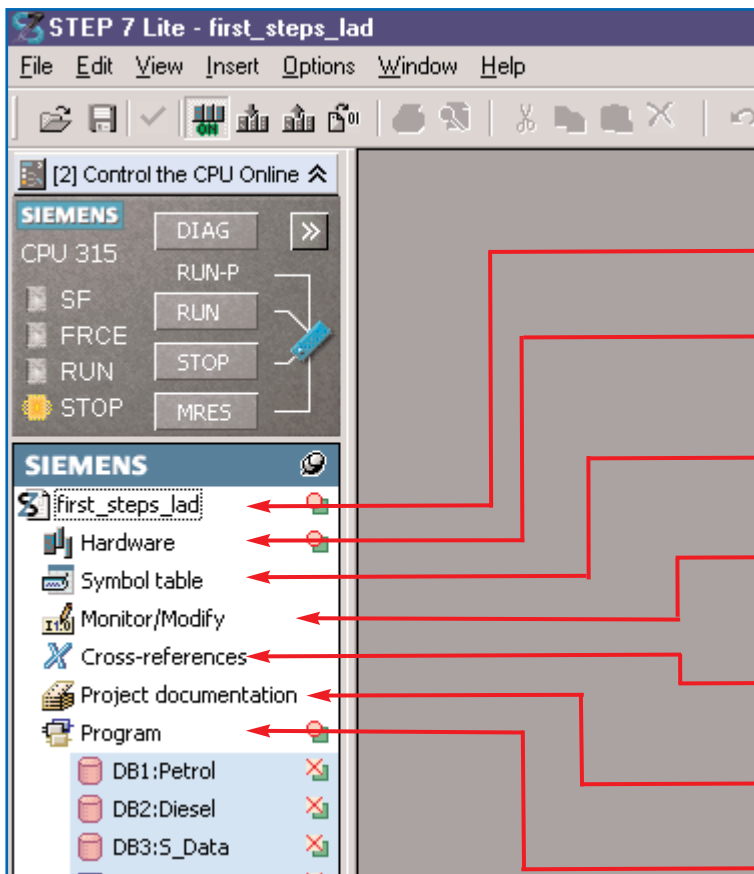 STEP 7 Lite - first_steps_lad
File Edit View Insert Options Window Help
ON
[2] Control the CPU Online
SIEMENS
CPU 315
DIAG
RUN-P
SF
RUN
FRCE
RUN
STOP
STOP
MRES
SIEMENS
first_steps_lad
Hardware
Symbol table
Monitor/Modify
Cross-references
Project documentation
Program
DB1:Petrol
DB2:Diesel
DB3:S_Data